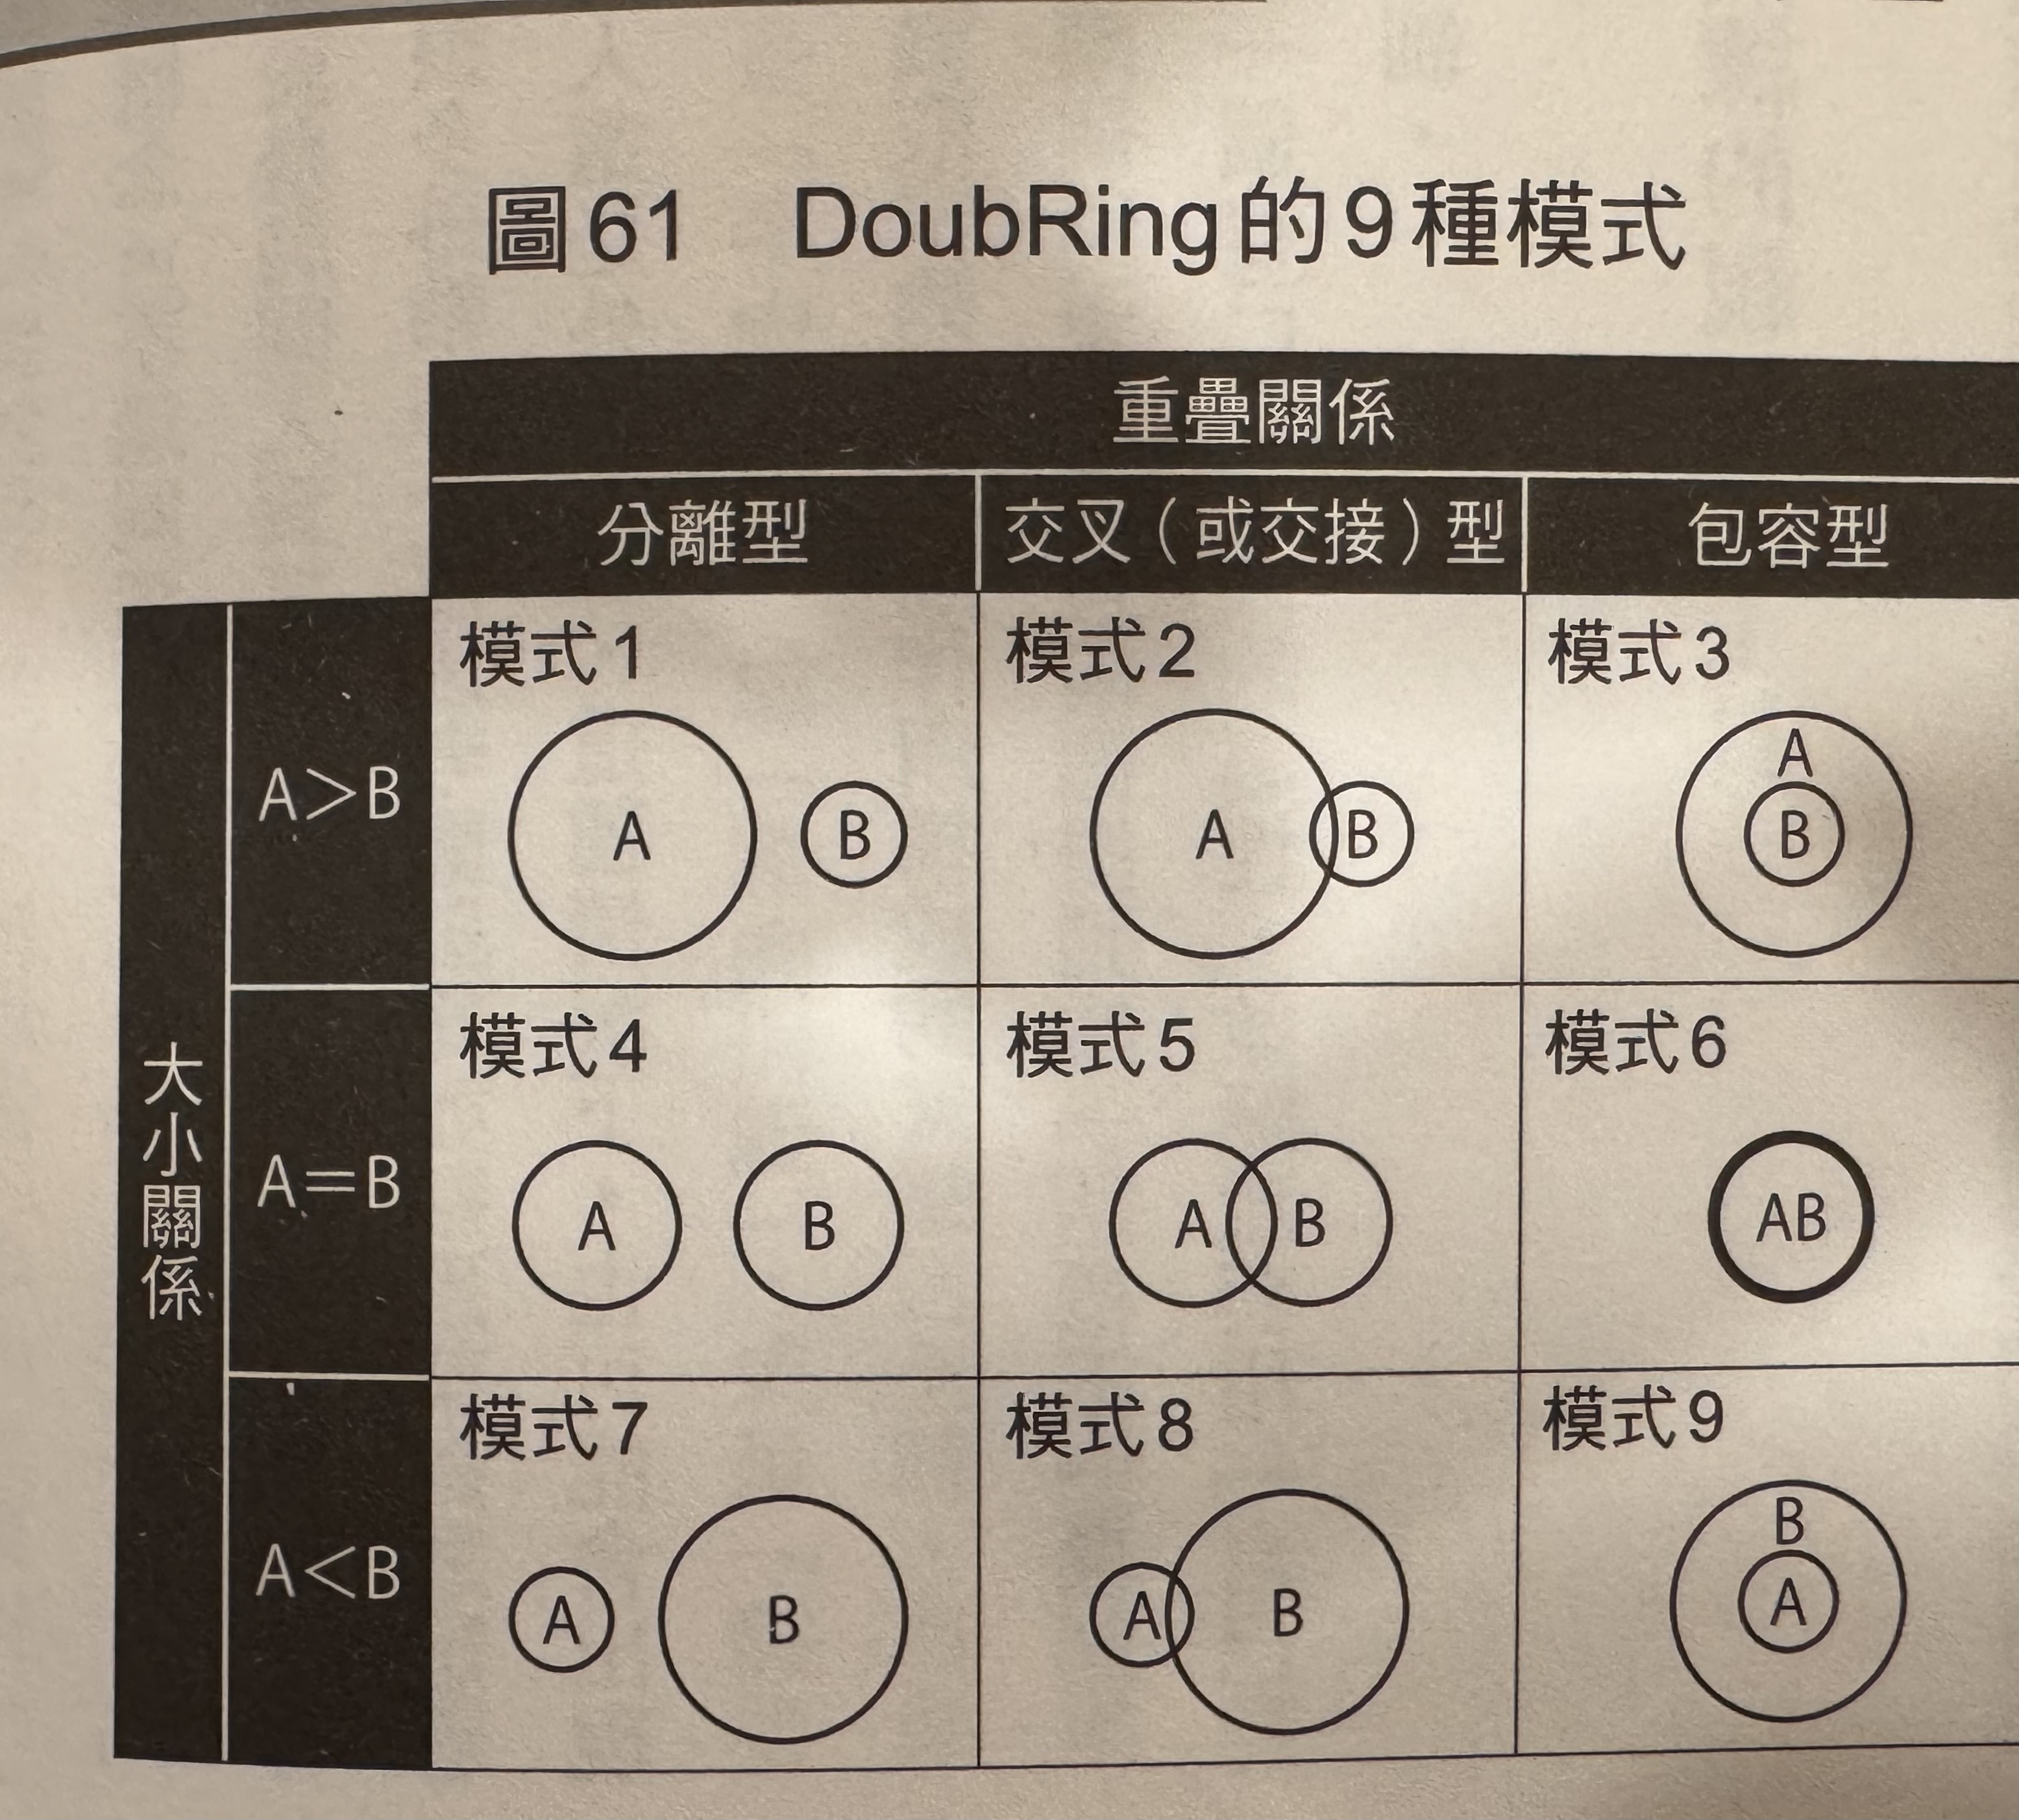 圖61 DoubRing的9種模式
重疊關係
分離型
交叉(或交接)型
包容型
大小關係
A>B
模式1
A
B
模式2
A
B
模式3
A
B
A=B
模式4
A
B
模式5
A
B
模式6
AB
A<B
模式7
A
B
模式8
A
B
模式9
B
A